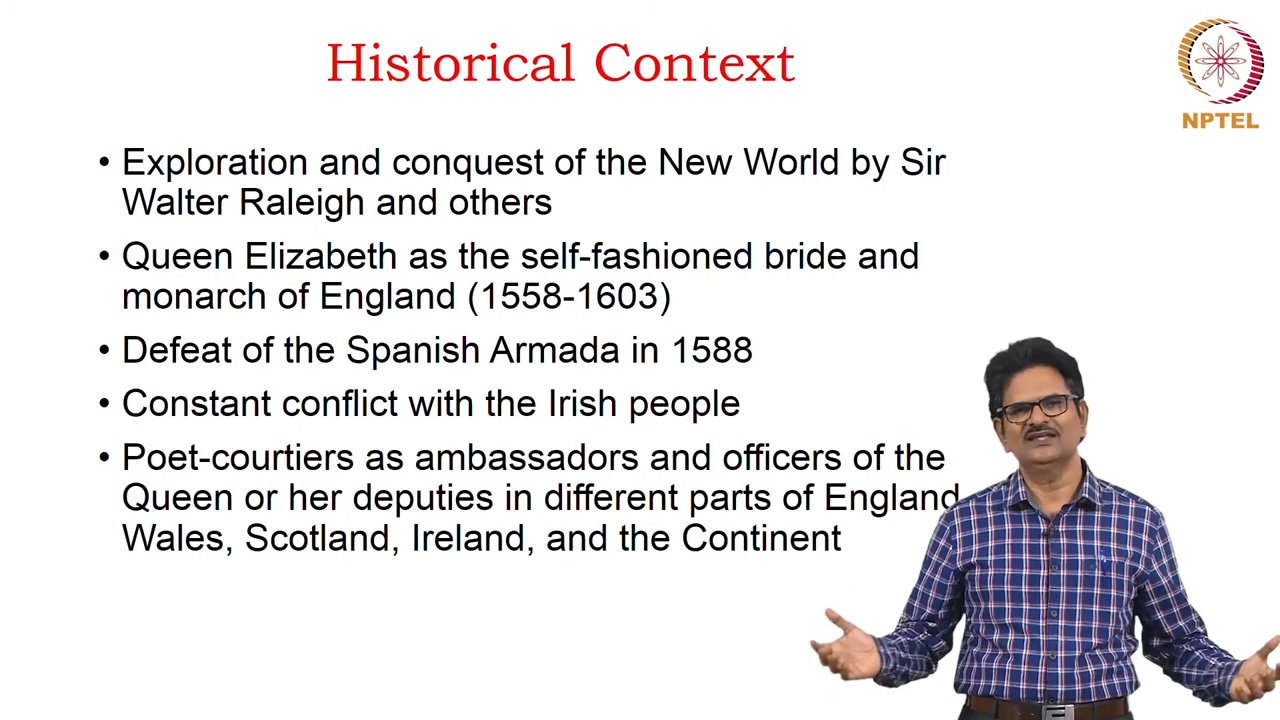 Historical Context
NPTEL
• Exploration and conquest of the New World by Sir
Walter Raleigh and others
• Queen Elizabeth as the self-fashioned bride and
monarch of England (1558-1603)
• Defeat of the Spanish Armada in 1588
• Constant conflict with the Irish people
• Poet-courtiers as ambassadors and officers of the
Queen or her deputies in different parts of England
Wales, Scotland, Ireland, and the Continent